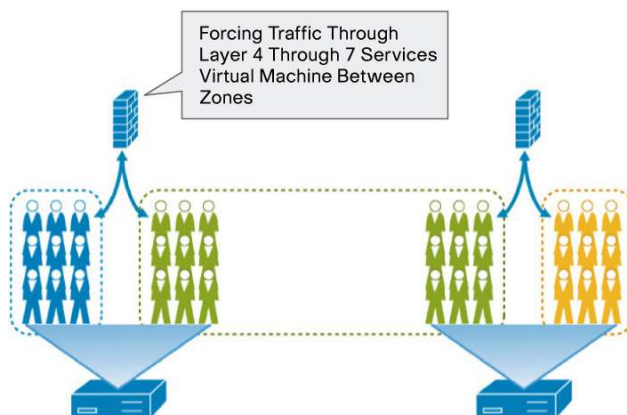 Forcing Traffic Through
Layer 4 Through 7 Services
Virtual Machine Between
Zones